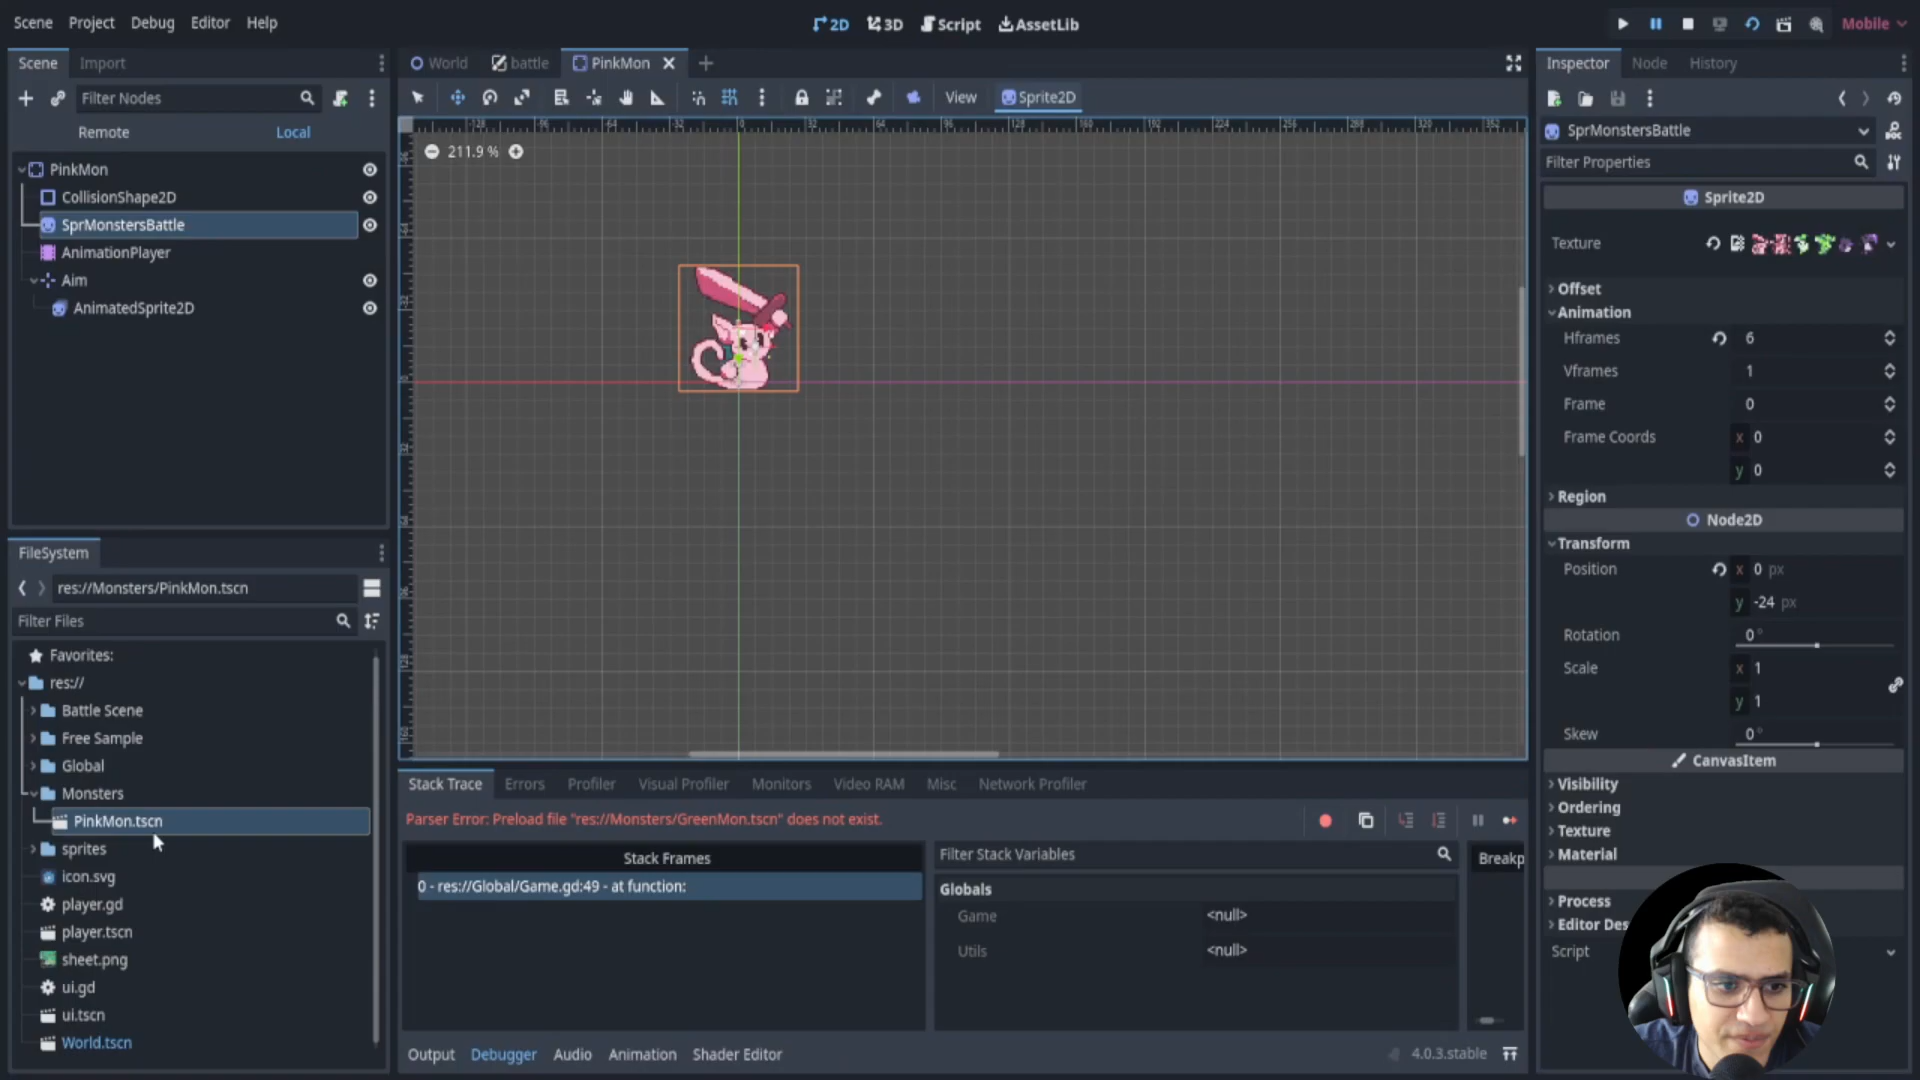 Scene Project Debug Editor Help
2D 3D Script AssetLib
Mobile
Scene Import
Filter Nodes
Remote Local
PinkMon
CollisionShape2D
SprMonstersBattle
AnimationPlayer
Aim
AnimatedSprite2D
FileSystem
res://Monsters/PinkMon.tscn
Filter Files
Favorites:
res://
Battle Scene
Free Sample
Global
Monsters
PinkMon.tscn
sprites
icon.svg
player.gd
player.tscn
sheet.png
ui.gd
ui.tscn
World.tscn
World battle PinkMon
View Sprite2D
211.9 %
Stack Trace Errors Profiler Visual Profiler Monitors Video RAM Misc Network Profiler
Parser Error: Preload file "res://Monsters/GreenMon.tscn" does not exist.
Stack Frames
0 - res://Global/Game.gd:49 - at function:
Filter Stack Variables
Globals
Game <null>
Utils <null>
Breakp
Output Debugger Audio Animation Shader Editor 4.0.3.stable
Inspector Node History
SprMonstersBattle
Filter Properties
Sprite2D
Texture
Offset
Animation
Hframes 6
Vframes 1
Frame 0
Frame Coords x 0
y 0
Region
Node2D
Transform
Position x 0 px
y -24 px
Rotation 0 °
Scale x 1
y 1
Skew 0 °
CanvasItem
Visibility
Ordering
Texture
Material
Process
Editor Des
Script